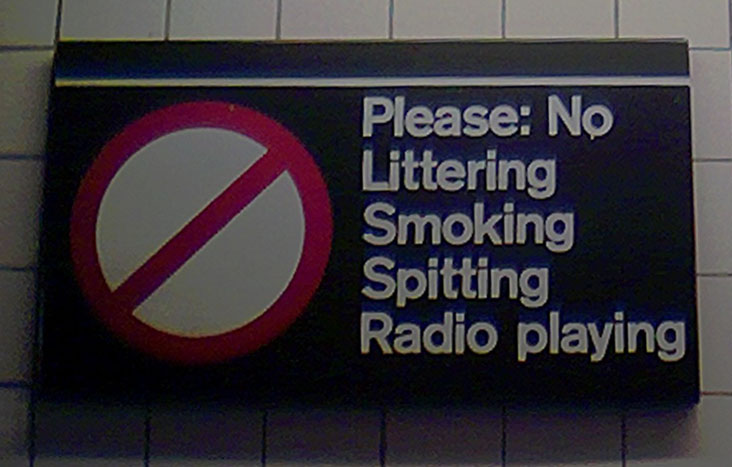 Please: No
Littering
Smoking
Spitting
Radio playing